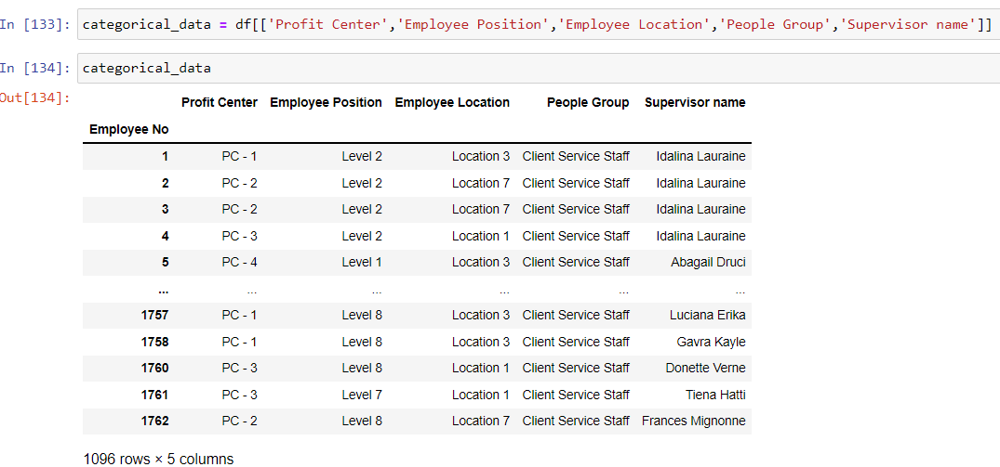 In [133]: categorical_data = df[['Profit Center','Employee Position','Employee Location','People Group','Supervisor name']]
In [134]: categorical_data
Out[134]:
Profit Center Employee Position Employee Location People Group Supervisor name
Employee No
1 PC - 1 Level 2 Location 3 Client Service Staff Idalina Lauraine
2 PC - 2 Level 2 Location 7 Client Service Staff Idalina Lauraine
3 PC - 2 Level 2 Location 7 Client Service Staff Idalina Lauraine
4 PC - 3 Level 2 Location 1 Client Service Staff Idalina Lauraine
5 PC - 4 Level 1 Location 3 Client Service Staff Abagail Druci
... ... ... ... ... ...
1757 PC - 1 Level 8 Location 3 Client Service Staff Luciana Erika
1758 PC - 1 Level 8 Location 3 Client Service Staff Gavra Kayle
1760 PC - 3 Level 8 Location 1 Client Service Staff Donette Verne
1761 PC - 3 Level 7 Location 1 Client Service Staff Tiena Hatti
1762 PC - 2 Level 8 Location 7 Client Service Staff Frances Mignonne
1096 rows × 5 columns